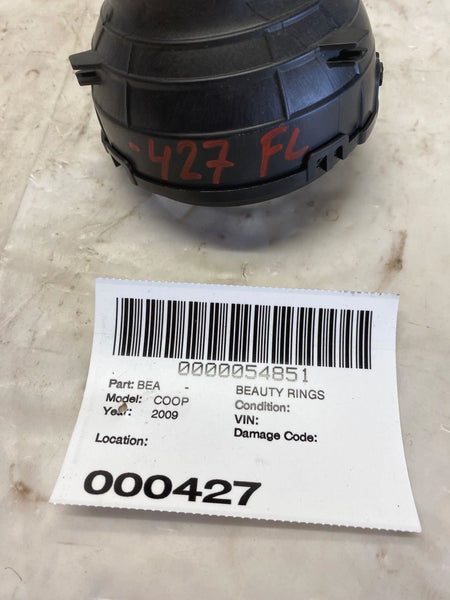 -427 FL
0000054851
Part: BEA - BEAUTY RINGS
Model: COOP Condition:
Year: 2009 VIN:
Location: Damage Code:
000427